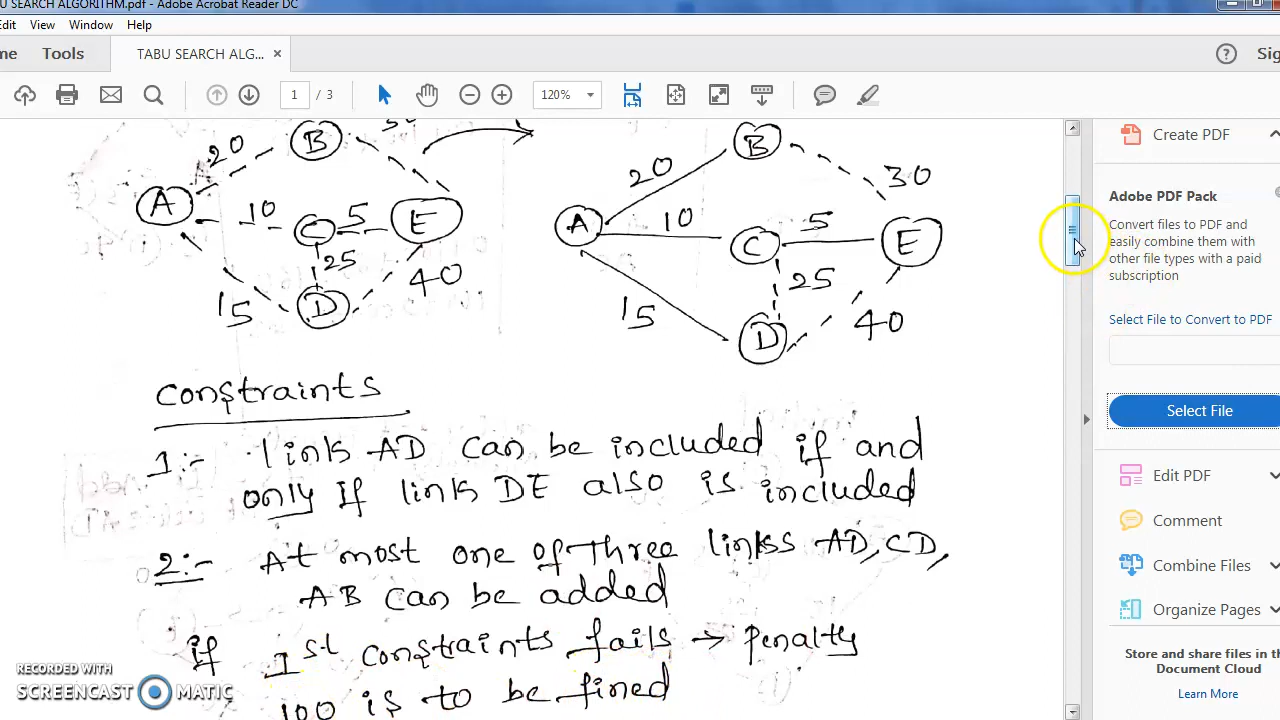 BU SEARCH ALGORITHM.pdf - Adobe Acrobat Reader DC
Edit View Window Help
me Tools TABU SEARCH ALG... × ? Sig
1 / 3 120%
20 B
A 10 C 5 E
25
15 D 40
20 B 30
A 10 C 5 E
25
15 D 40
Constraints
1:- link AD can be included if and
only if link DE also is included
2:- At most one of three links AD, CD,
AB can be added
if 1st constraints fails → penalty
100 is to be fined
Create PDF
Adobe PDF Pack
Convert files to PDF and
easily combine them with
other file types with a paid
subscription
Select File to Convert to PDF
Select File
Edit PDF
Comment
Combine Files
Organize Pages
Store and share files in the
Document Cloud
Learn More
RECORDED WITH
SCREENCAST MATIC